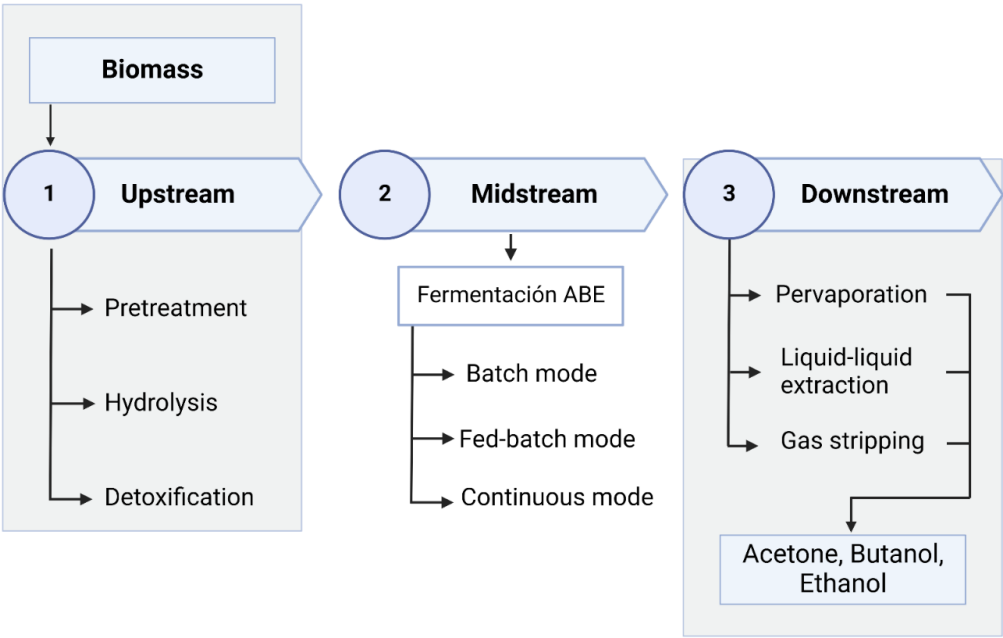 Biomass
1
Upstream
Pretreatment
Hydrolysis
Detoxification
2
Midstream
Fermentación ABE
Batch mode
Fed-batch mode
Continuous mode
3
Downstream
Pervaporation
Liquid-liquid
extraction
Gas stripping
Acetone, Butanol,
Ethanol